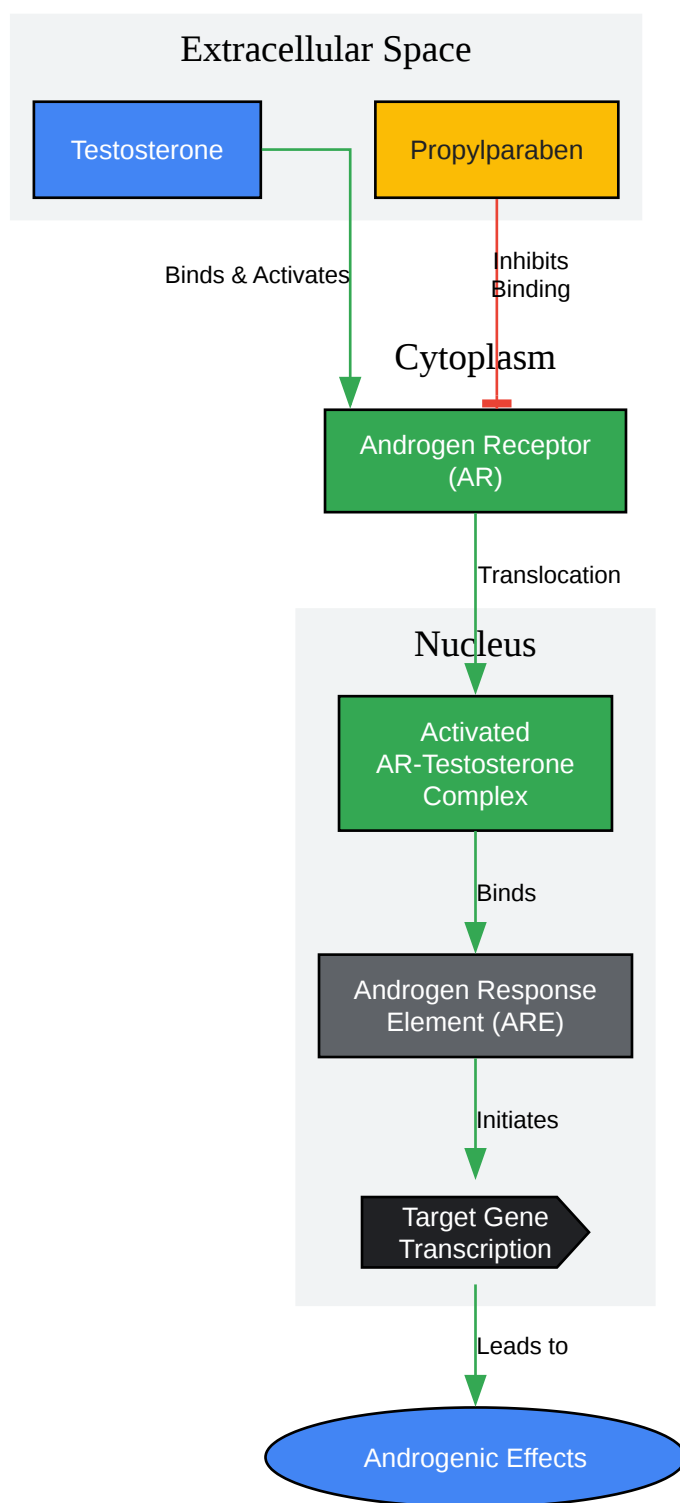 Extracellular Space
Testosterone
Propylparaben
Binds & Activates
Inhibits
Binding
Cytoplasm
Androgen Receptor
(AR)
Translocation
Nucleus
Activated
AR-Testosterone
Complex
Binds
Androgen Response
Element (ARE)
Initiates
Target Gene
Transcription
Leads to
Androgenic Effects